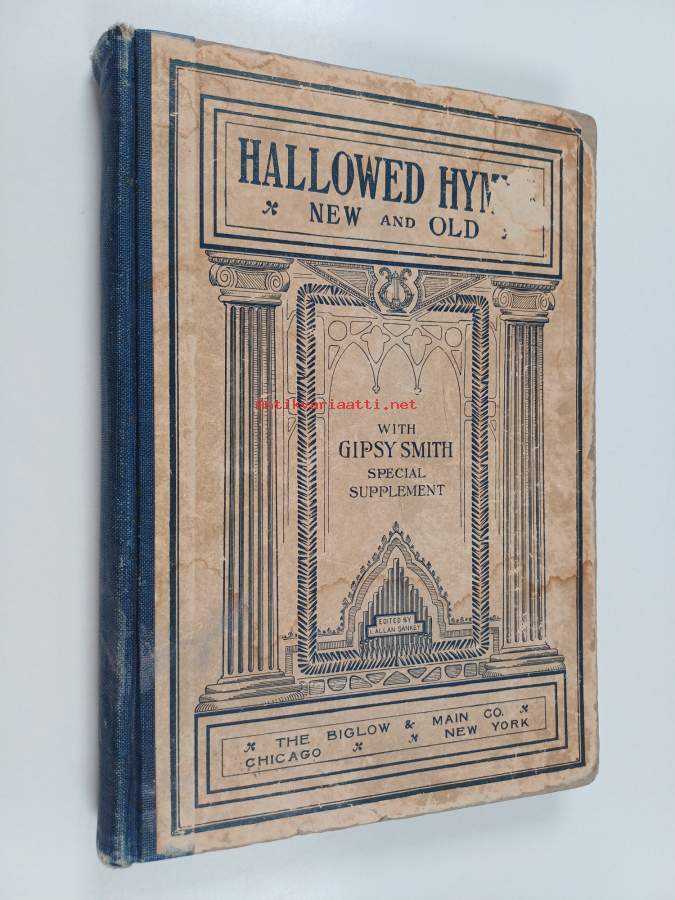 HALLOWED HYM
NEW AND OLD
Antikvariaatti.net
WITH
GIPSY SMITH
SPECIAL
SUPPLEMENT
EDITED BY
I. ALLAN SANKEY
THE BIGLOW & MAIN CO.
CHICAGO NEW YORK